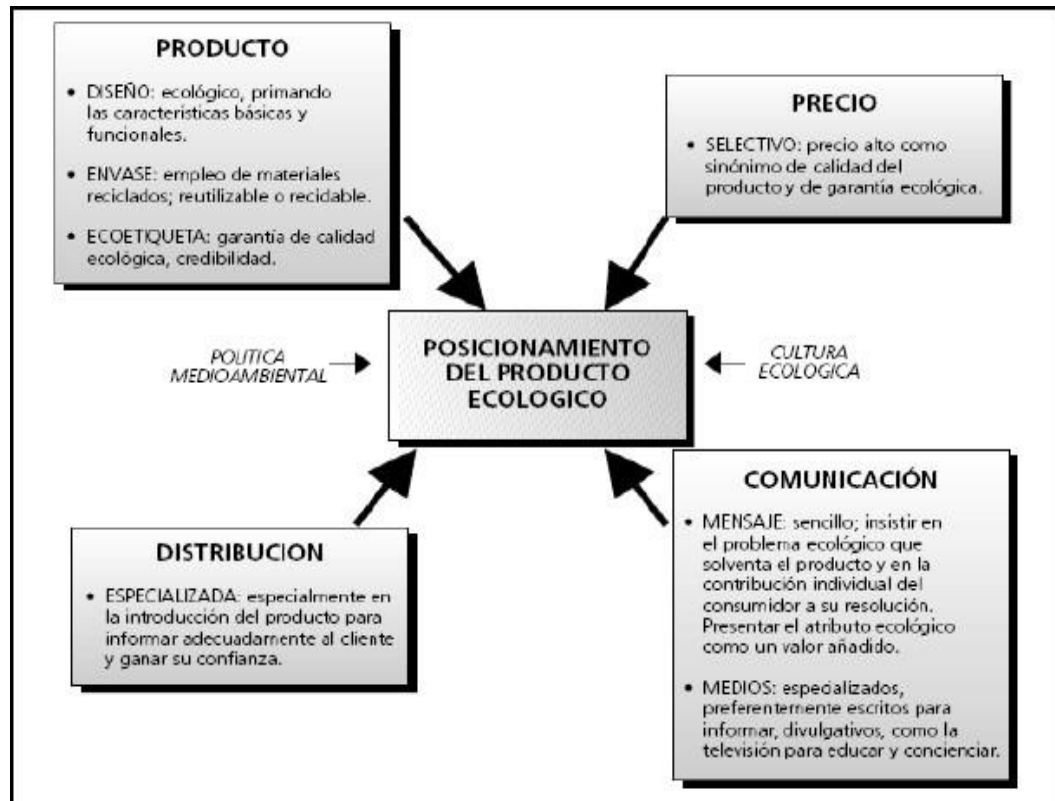 PRODUCTO
• DISEÑO: ecológico, primando
las características básicas y
funcionales.
• ENVASE: empleo de materiales
reciclados; reutilizable o recidable.
• ECOETIQUETA: garantía de calidad
ecológica, credibilidad.
PRECIO
• SELECTIVO: precio alto como
sinónimo de calidad del
producto y de garantía ecológica.
POLITICA
MEDIOAMBIENTAL
POSICIONAMIENTO
DEL PRODUCTO
ECOLOGICO
CULTURA
ECOLOGICA
DISTRIBUCION
• ESPECIALIZADA: especialmente en
la introducción del producto para
informar adecuadamente al cliente
y ganar su confianza.
COMUNICACIÓN
• MENSAJE: sencillo; insistir en
el problema ecológico que
solventa el producto y en la
contribución individual del
consumidor a su resolución.
Presentar el atributo ecológico
como un valor añadido.
• MEDIOS: especializados,
preferentemente escritos para
informar, divulgativos, como la
televisión para educar y concienciar.